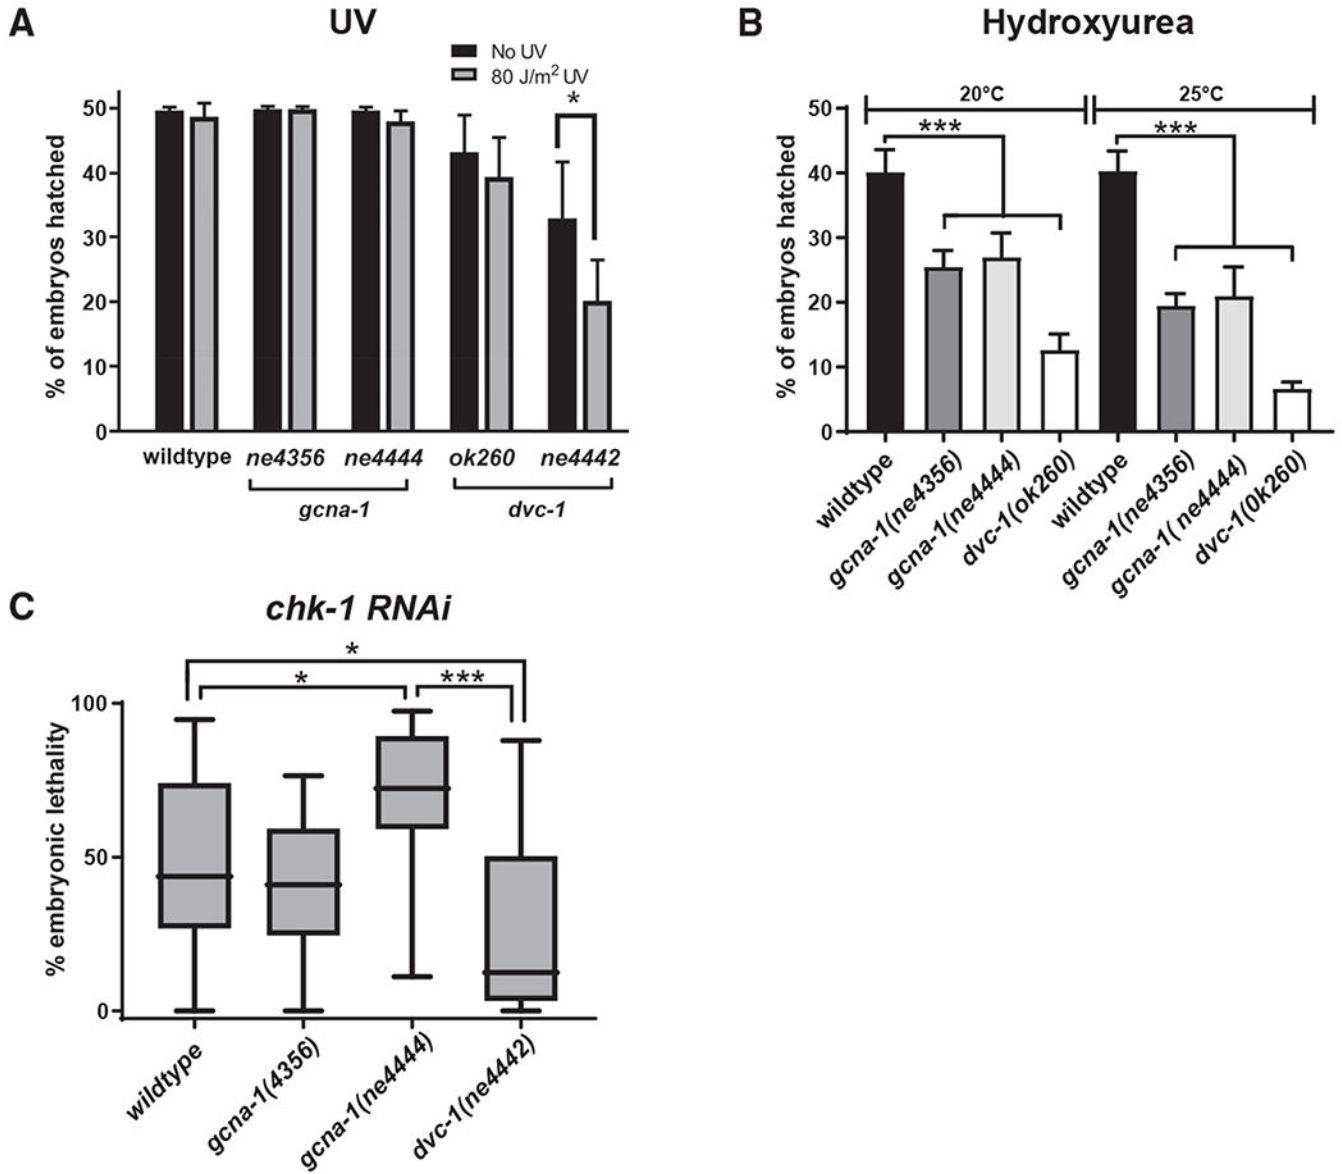 A
UV
No UV
80 J/m2 UV
*
% of embryos hatched
50
40
30
20
10
0
wildtype
ne4356
ne4444
ok260
ne4442
gcna-1
dvc-1
B
Hydroxyurea
20°C
25°C
***
***
% of embryos hatched
50
40
30
20
10
0
wildtype
gcna-1(ne4356)
gcna-1(ne4444)
dvc-1(ok260)
wildtype
gcna-1(ne4356)
gcna-1( ne4444)
dvc-1(0k260)
C
chk-1 RNAi
*
*
***
% embryonic lethality
100
50
0
wildtype
gcna-1(4356)
gcna-1(ne4444)
dvc-1(ne4442)